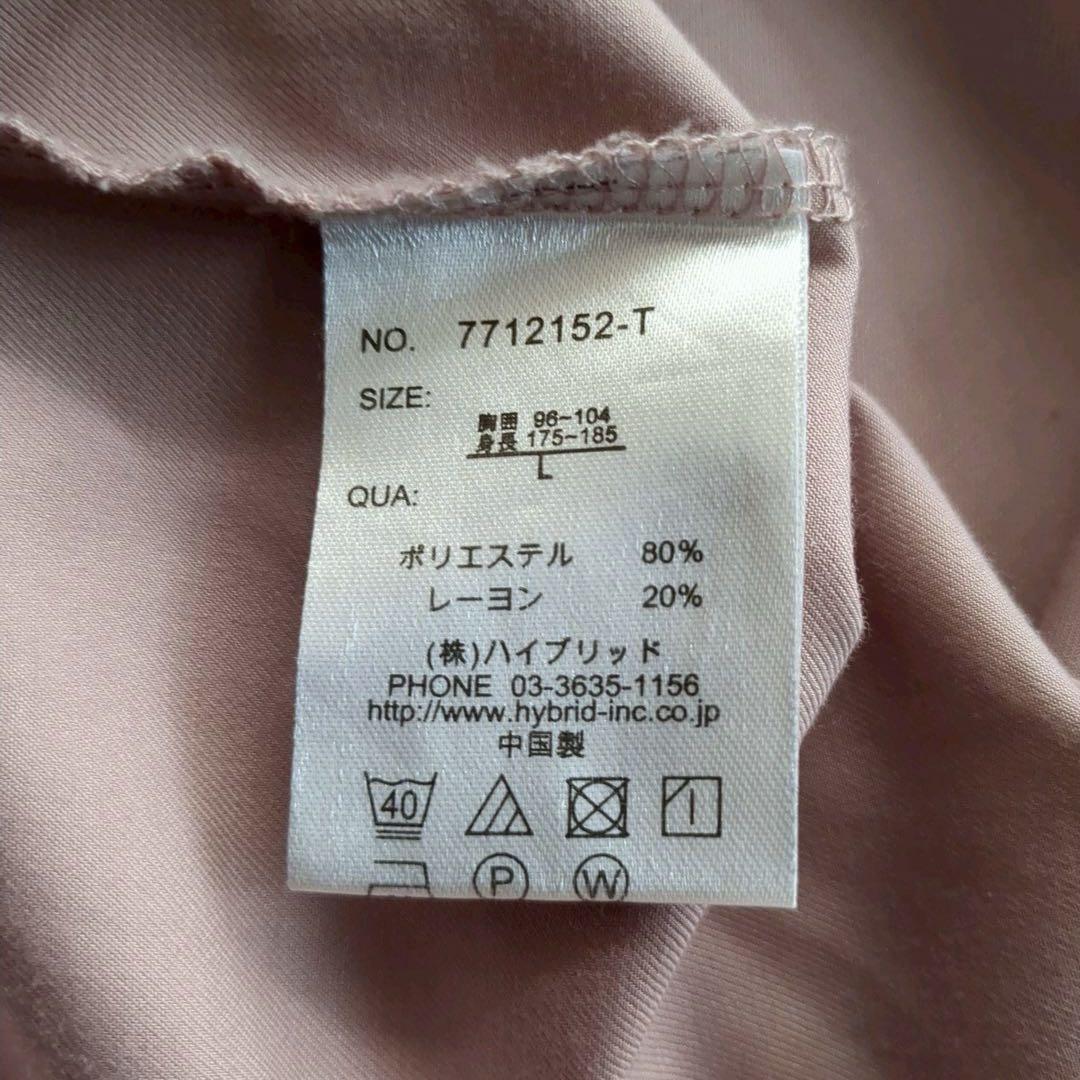 NO. 7712152-T
SIZE:
胸囲 96~104
身長 175~185
L
QUA:
ポリエステル 80%
レーヨン 20%
(株)ハイブリッド
PHONE 03-3635-1156
http://www.hybrid-inc.co.jp
中国製
40
P
W